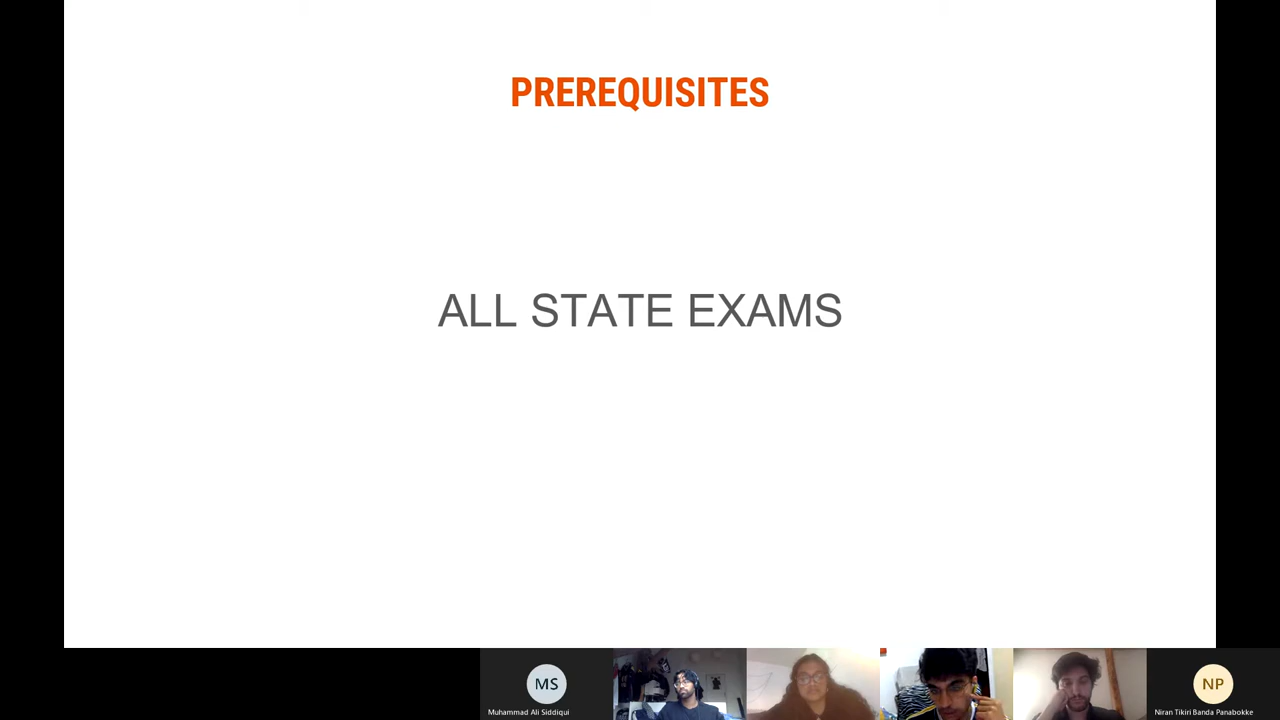 PREREQUISITES
ALL STATE EXAMS
MS
Muhammad Ali Siddiqui
NP
Niran Tikiri Banda Panabokke